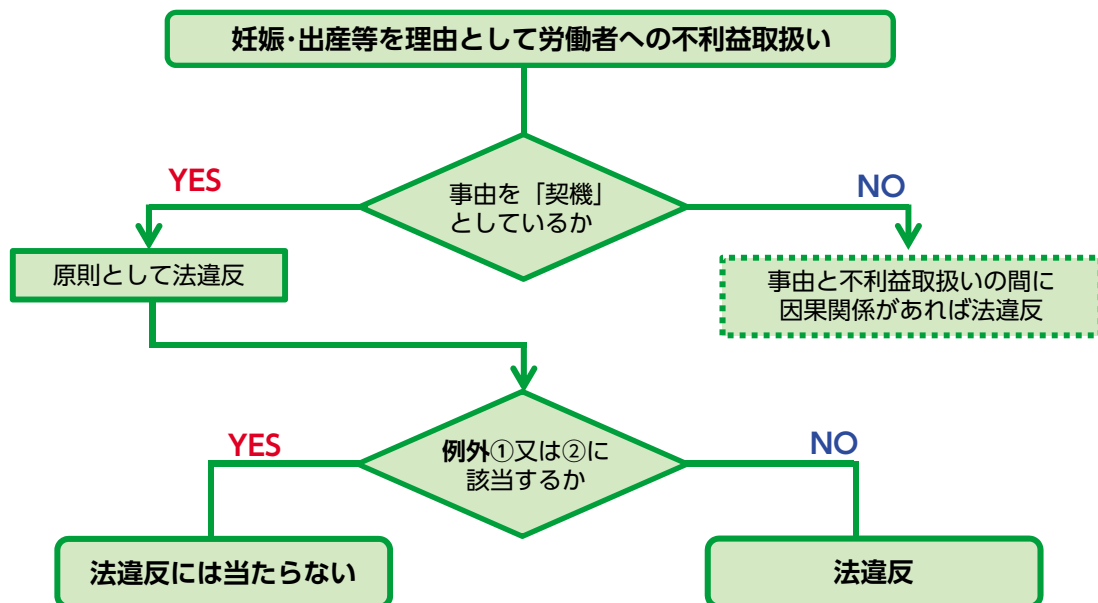 妊娠・出産等を理由として労働者への不利益取扱い
事由を「契機」
としているか
YES
NO
原則として法違反
事由と不利益取扱いの間に
因果関係があれば法違反
例外①又は②に
該当するか
YES
NO
法違反には当たらない
法違反